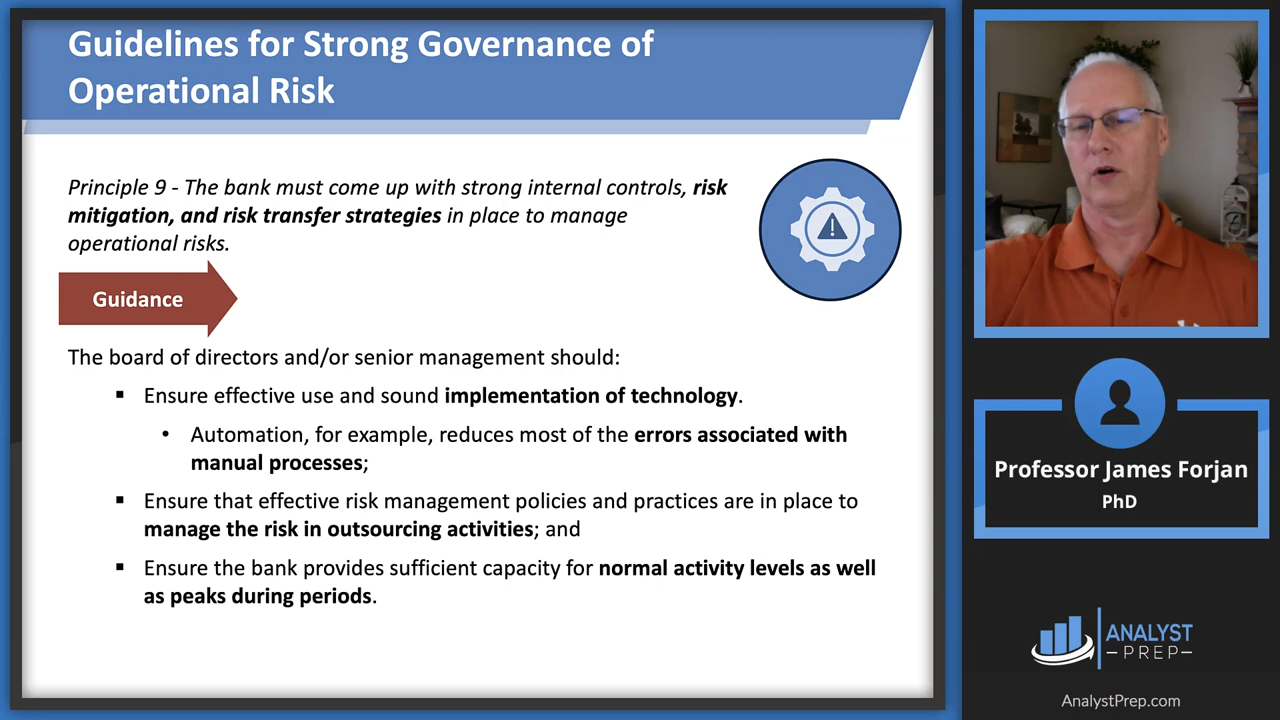 Guidelines for Strong Governance of
Operational Risk
Principle 9 - The bank must come up with strong internal controls, risk
mitigation, and risk transfer strategies in place to manage
operational risks.
Guidance
The board of directors and/or senior management should:
▪ Ensure effective use and sound implementation of technology.
• Automation, for example, reduces most of the errors associated with
manual processes;
▪ Ensure that effective risk management policies and practices are in place to
manage the risk in outsourcing activities; and
▪ Ensure the bank provides sufficient capacity for normal activity levels as well
as peaks during periods.
Professor James Forjan
PhD
ANALYST
–PREP–
AnalystPrep.com